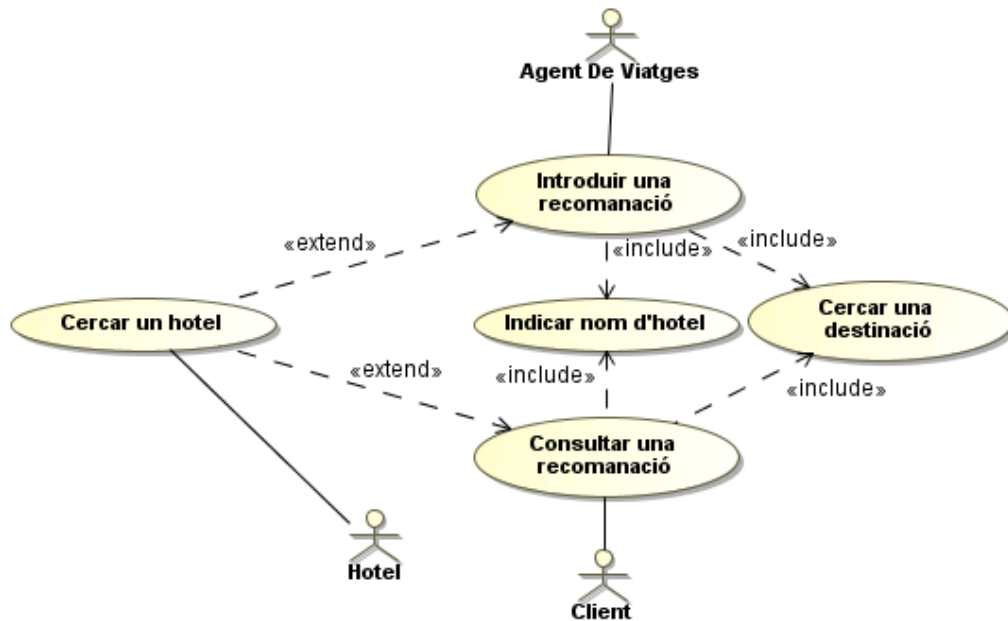 Agent De Viatges
Introduir una
recomanació
«extend»
«include»
«include»
Cercar un hotel
Indicar nom d'hotel
Cercar una
destinació
«extend»
«include»
«include»
Consultar una
recomanació
Hotel
Client